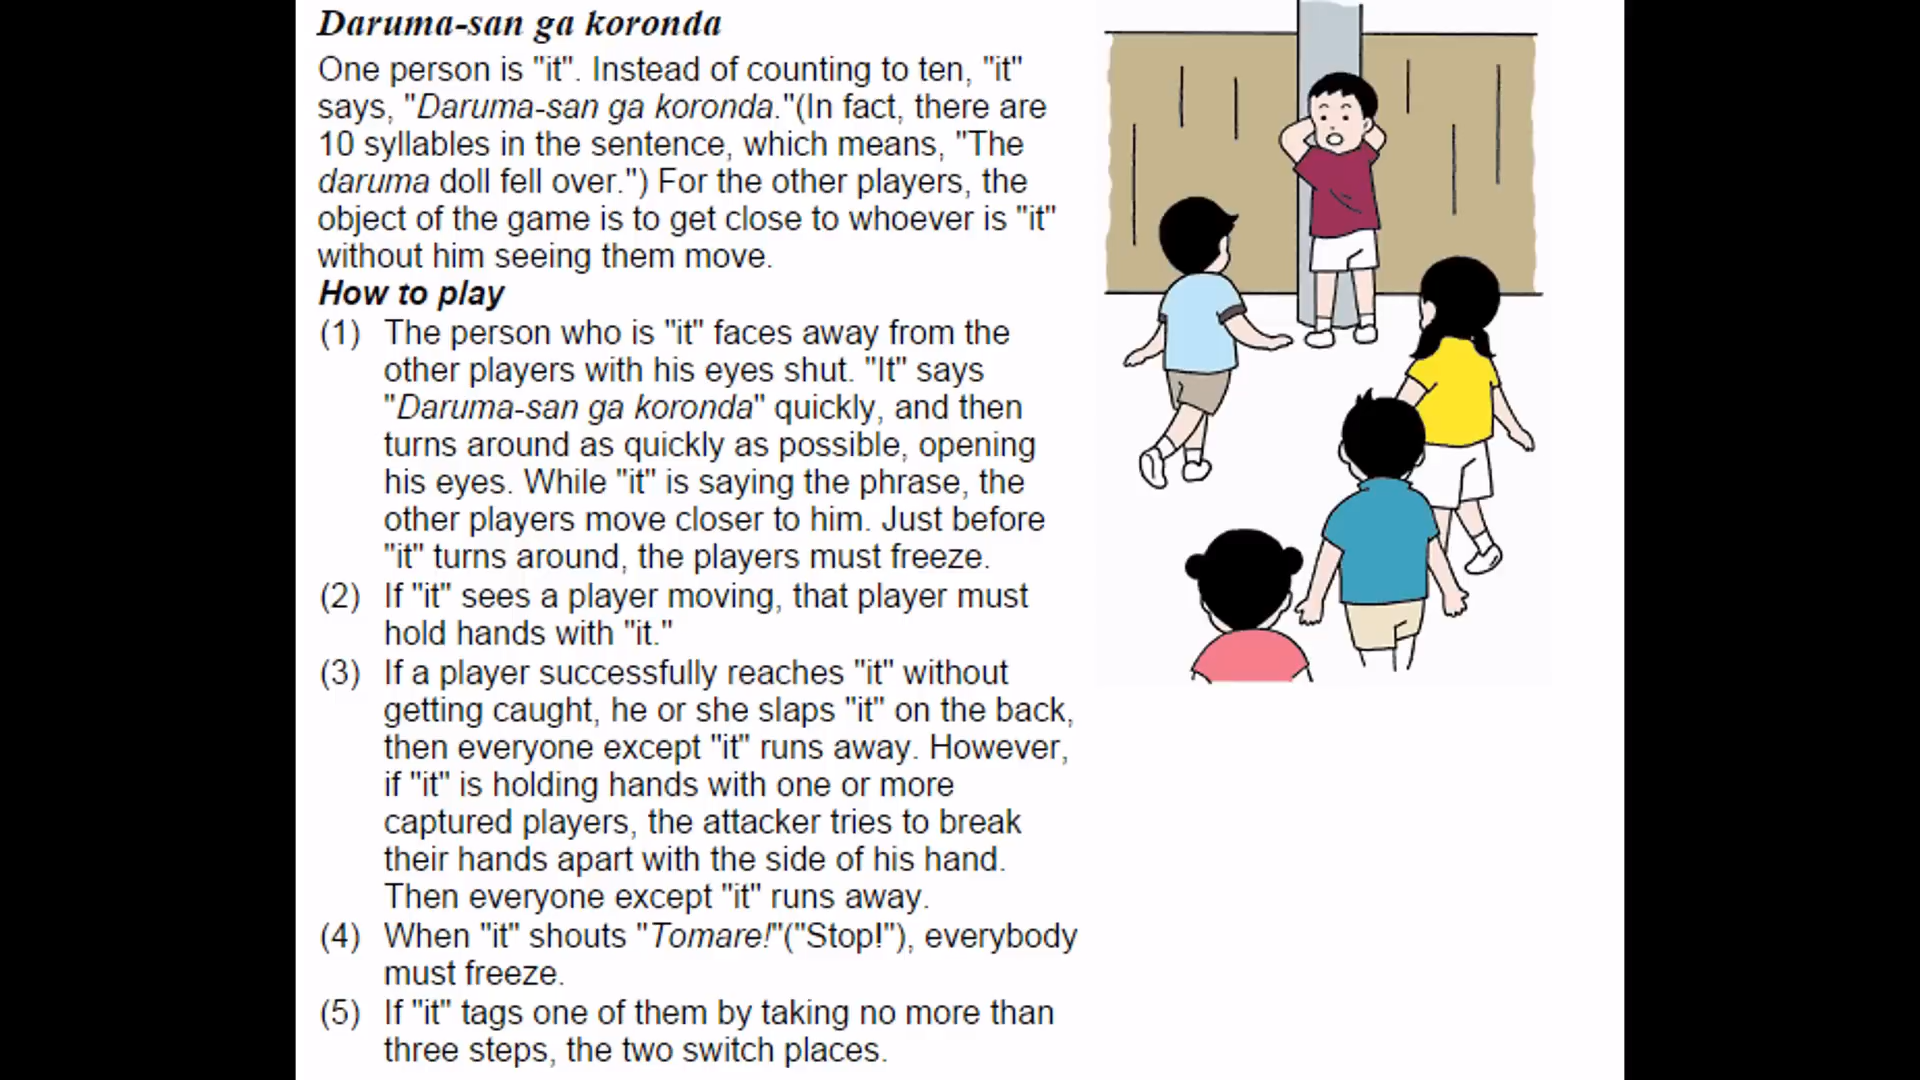 Daruma-san ga koronda
One person is "it". Instead of counting to ten, "it"
says, "Daruma-san ga koronda."(In fact, there are
10 syllables in the sentence, which means, "The
daruma doll fell over.") For the other players, the
object of the game is to get close to whoever is "it"
without him seeing them move.
How to play
(1) The person who is "it" faces away from the
other players with his eyes shut. "It" says
"Daruma-san ga koronda" quickly, and then
turns around as quickly as possible, opening
his eyes. While "it" is saying the phrase, the
other players move closer to him. Just before
"it" turns around, the players must freeze.
(2) If "it" sees a player moving, that player must
hold hands with "it."
(3) If a player successfully reaches "it" without
getting caught, he or she slaps "it" on the back,
then everyone except "it" runs away. However,
if "it" is holding hands with one or more
captured players, the attacker tries to break
their hands apart with the side of his hand.
Then everyone except "it" runs away.
(4) When "it" shouts "Tomare!"("Stop!"), everybody
must freeze.
(5) If "it" tags one of them by taking no more than
three steps, the two switch places.